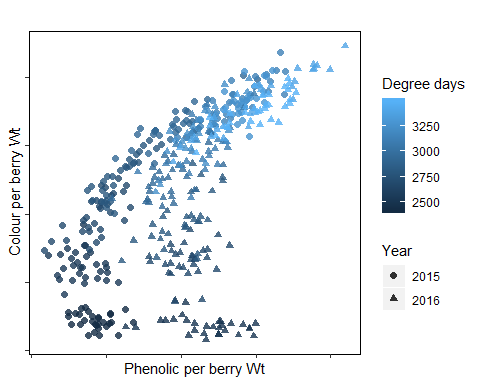 Colour per berry Wt
Phenolic per berry Wt
Degree days
3250
3000
2750
2500
Year
2015
2016